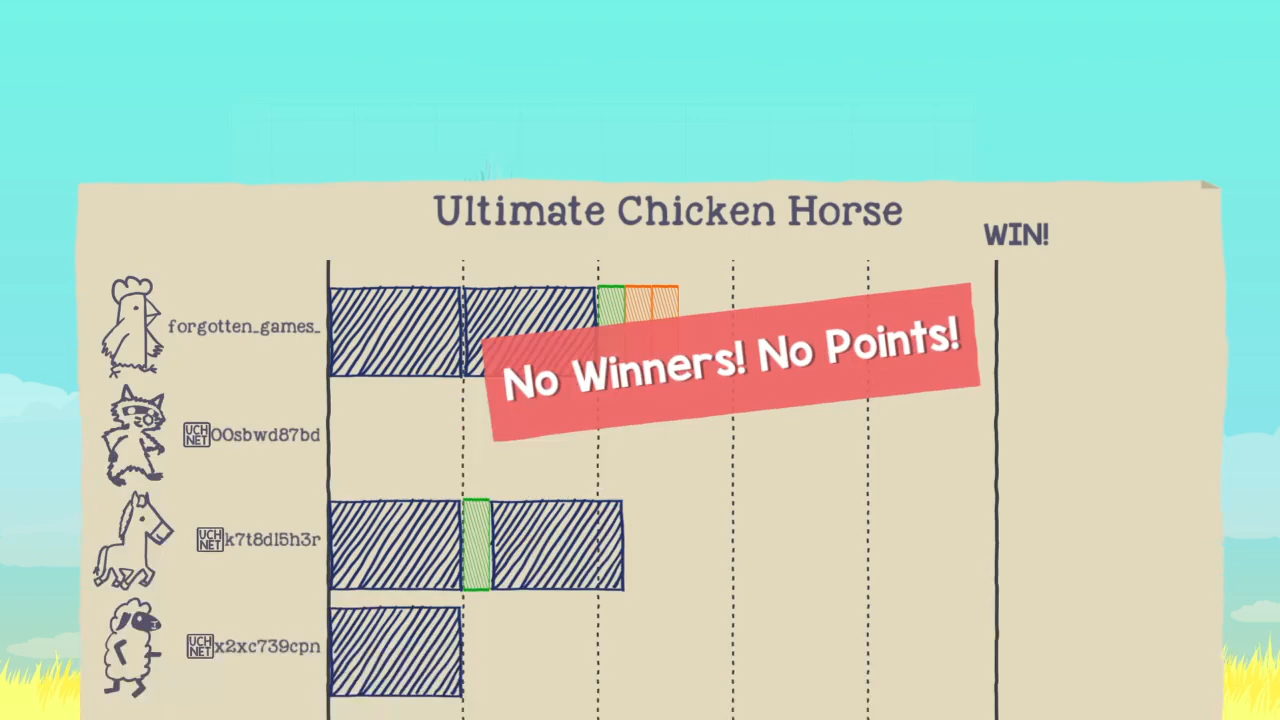 Ultimate Chicken Horse
WIN!
forgotten_games_
No Winners! No Points!
UCH NET 00sbwd87bd
UCH NET k7t8dl5h3r
UCH NET x2xc739cpn